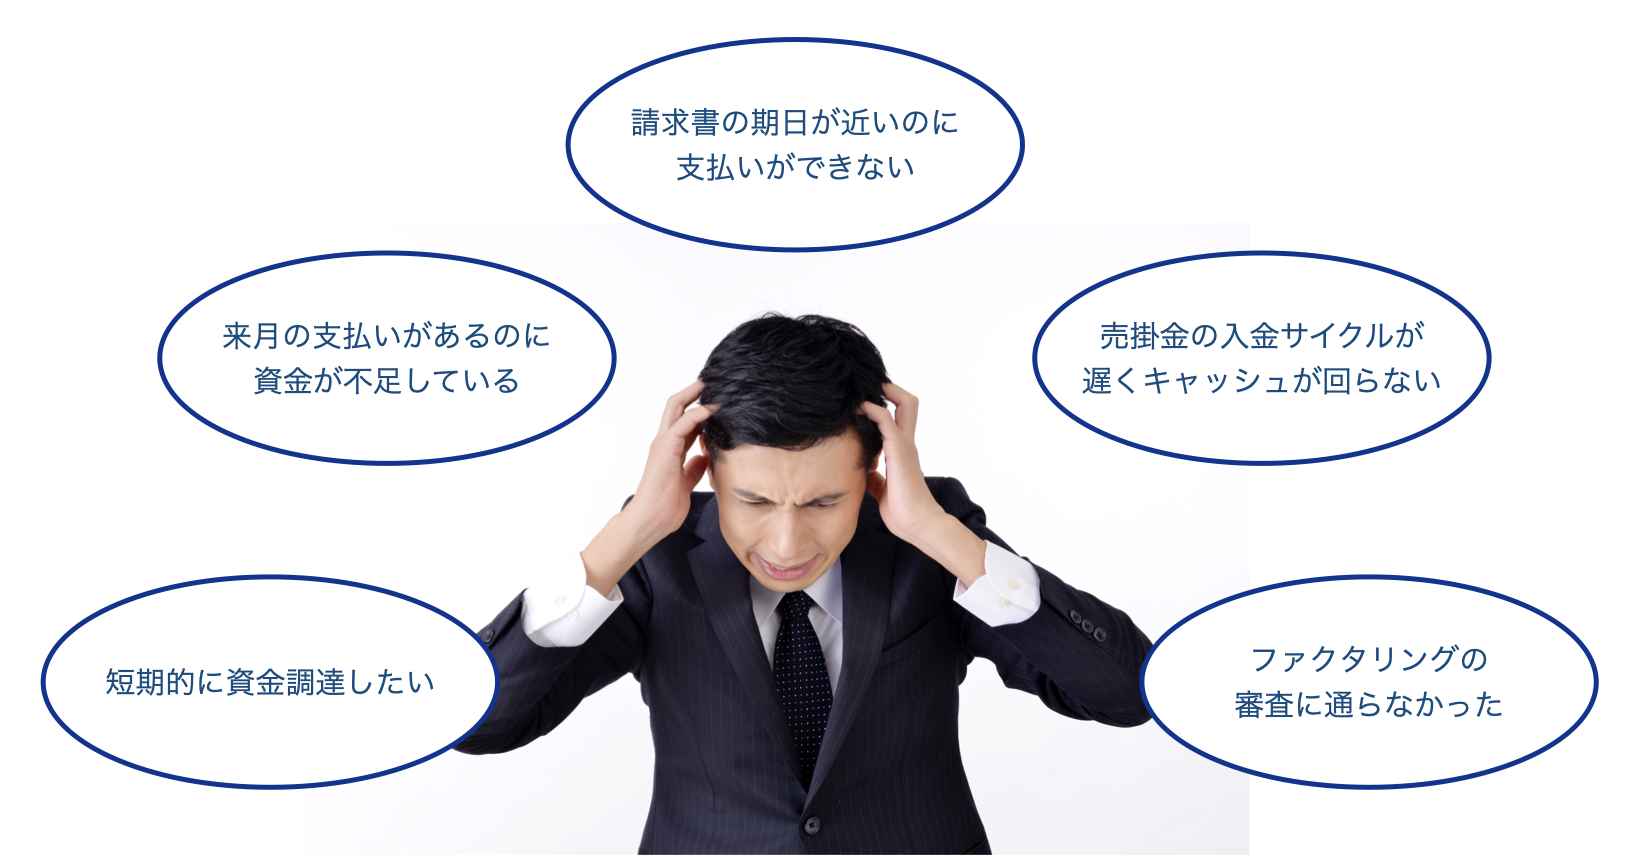 請求書の期日が近いのに
支払いができない
来月の支払いがあるのに
資金が不足している
売掛金の入金サイクルが
遅くキャッシュが回らない
短期的に資金調達したい
ファクタリングの
審査に通らなかった